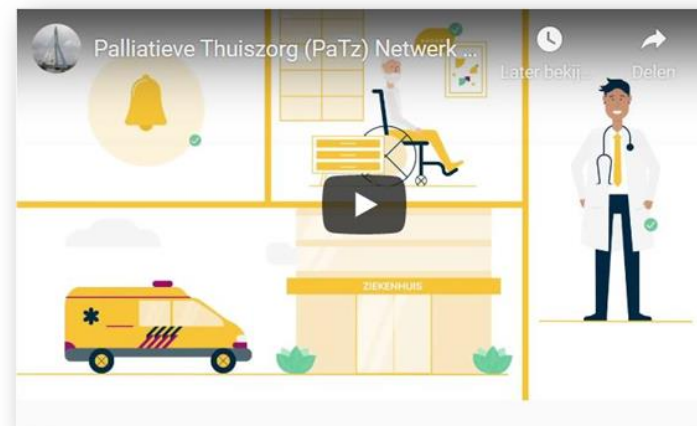 Palliatieve Thuiszorg (PaTz) Netwerk ...
Later bekij...
Delen
ZIEKENHUIS